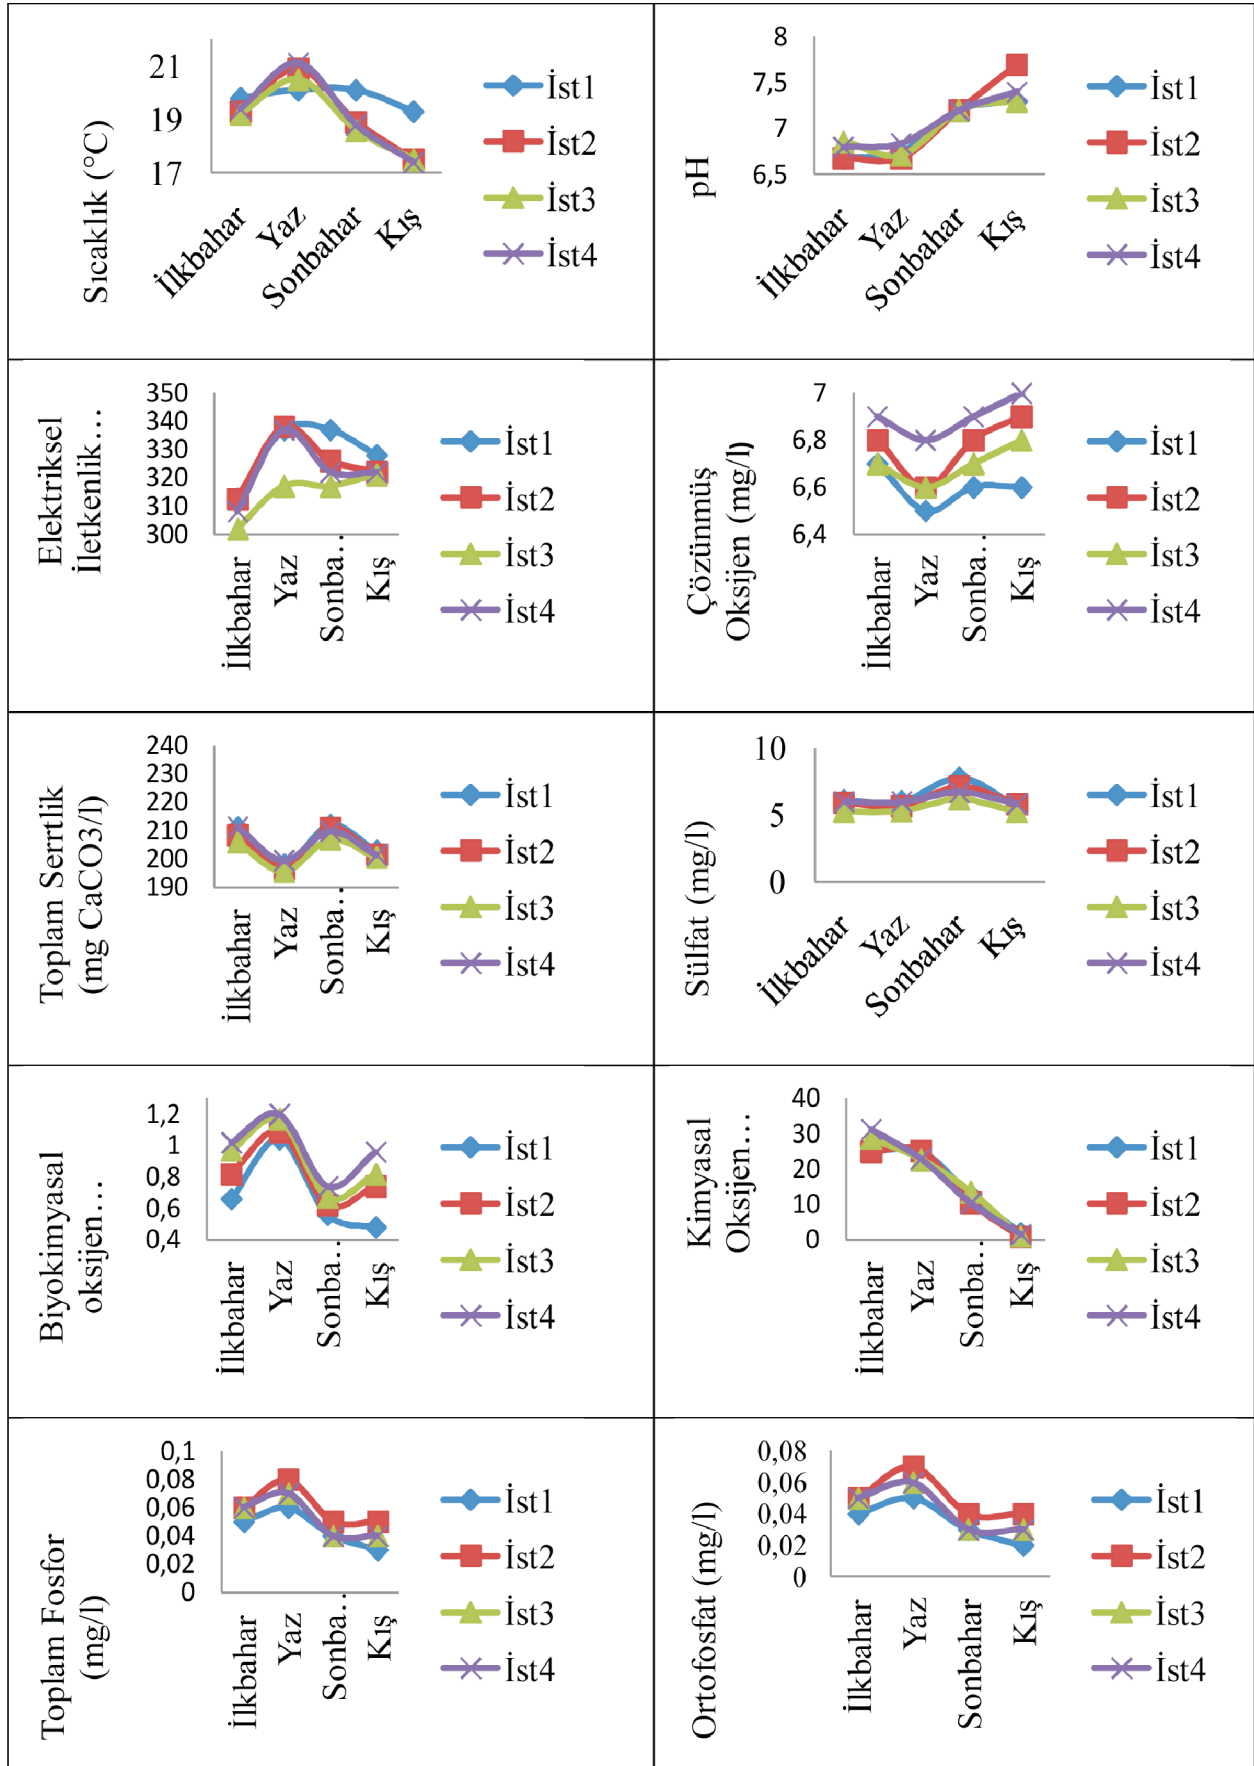 21
19
17
Sıcaklık (°C)
İlkbahar
Yaz
Sonbahar
Kış
İst1
İst2
İst3
İst4
8
7,5
7
6,5
pH
İlkbahar
Yaz
Sonbahar
Kış
İst1
İst2
İst3
İst4
350
340
330
320
310
300
Elektriksel
İletkenlik…
İlkbahar
Yaz
Sonba…
Kış
İst1
İst2
İst3
İst4
7
6,8
6,6
6,4
Çözünmüş
Oksijen (mg/l)
İlkbahar
Yaz
Sonba…
Kış
İst1
İst2
İst3
İst4
240
230
220
210
200
190
Toplam Serrtlik
(mg CaCO3/l)
İlkbahar
Yaz
Sonba…
Kış
İst1
İst2
İst3
İst4
10
5
0
Sülfat (mg/l)
İlkbahar
Yaz
Sonbahar
Kış
İst1
İst2
İst3
İst4
1,2
1
0,8
0,6
0,4
Biyokimyasal
oksijen…
İlkbahar
Yaz
Sonba…
Kış
İst1
İst2
İst3
İst4
40
30
20
10
0
Kimyasal
Oksijen…
İlkbahar
Yaz
Sonba…
Kış
İst1
İst2
İst3
İst4
0,1
0,08
0,06
0,04
0,02
0
Toplam Fosfor
(mg/l)
İlkbahar
Yaz
Sonba…
Kış
İst1
İst2
İst3
İst4
0,08
0,06
0,04
0,02
0
Ortofosfat (mg/l)
İlkbahar
Yaz
Sonbahar
Kış
İst1
İst2
İst3
İst4